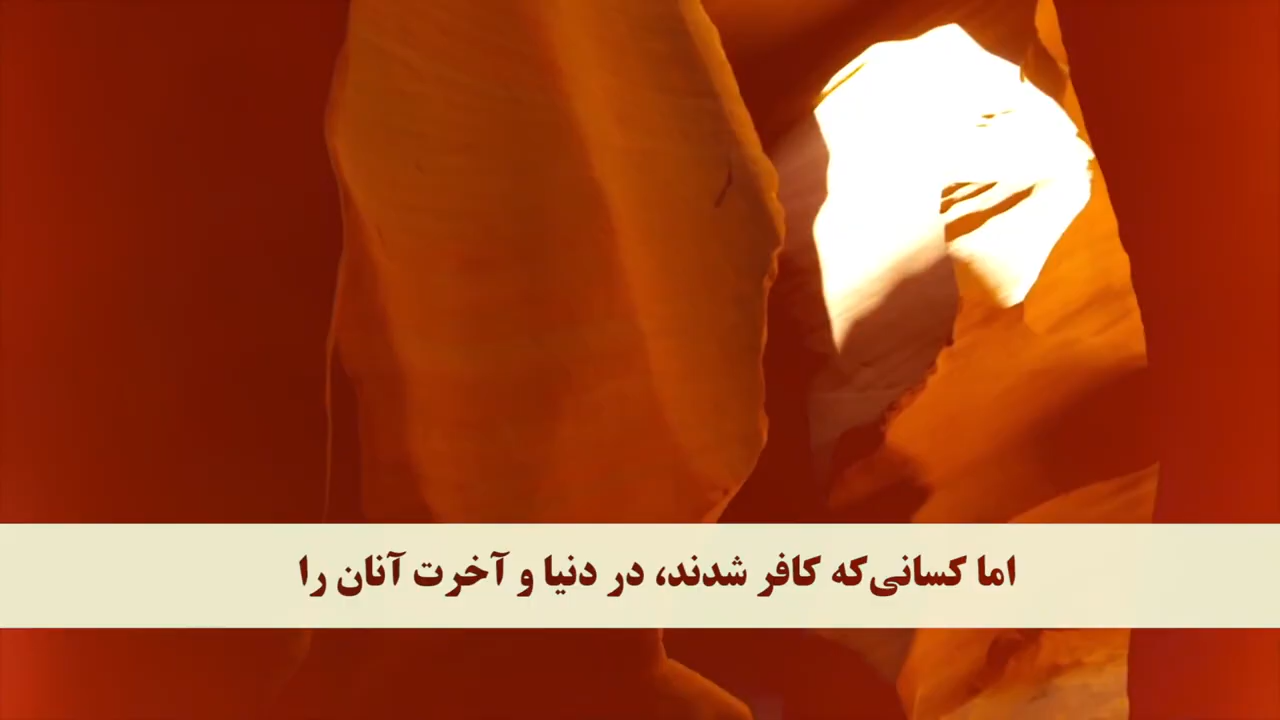 اما کسانی‌که کافر شدند، در دنیا و آخرت آنان را